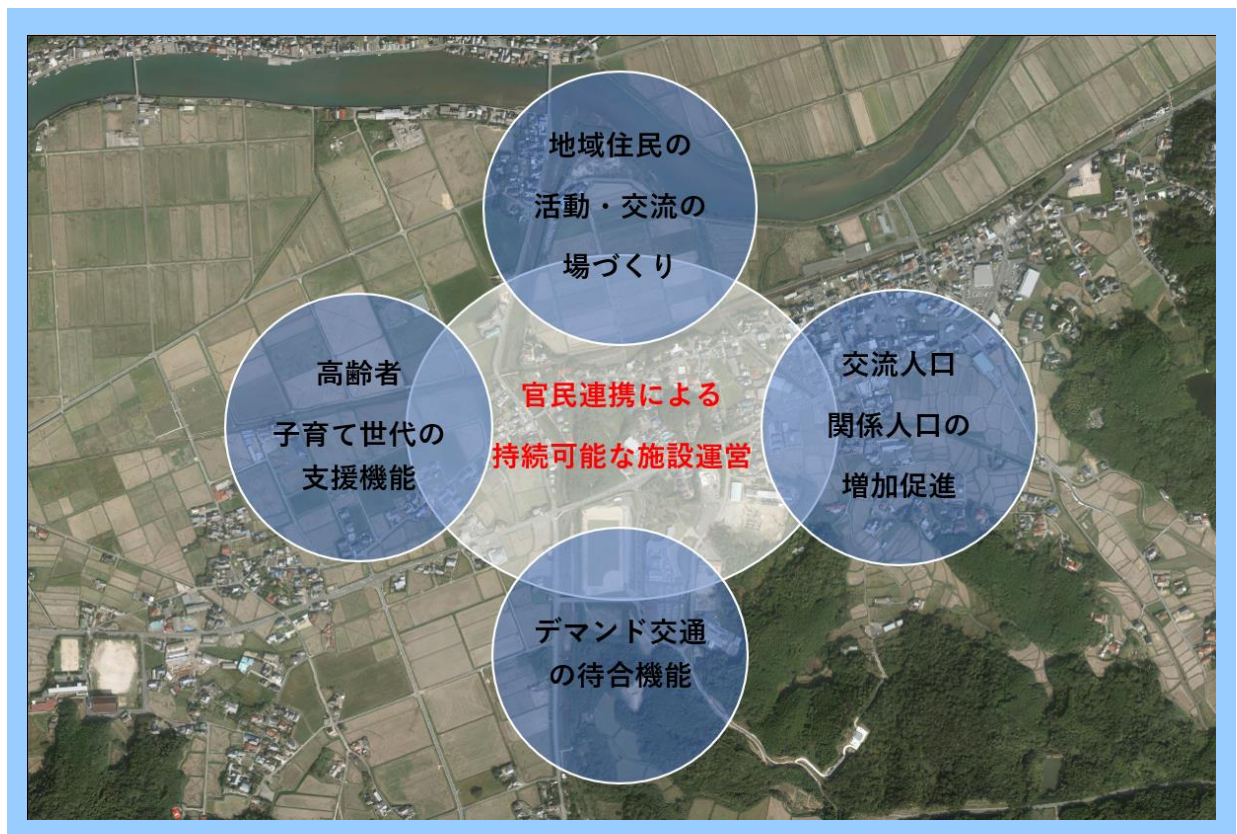 地域住民の
活動・交流の
場づくり
高齢者
子育て世代の
支援機能
官民連携による
持続可能な施設運営
交流人口
関係人口の
増加促進
デマンド交通
の待合機能